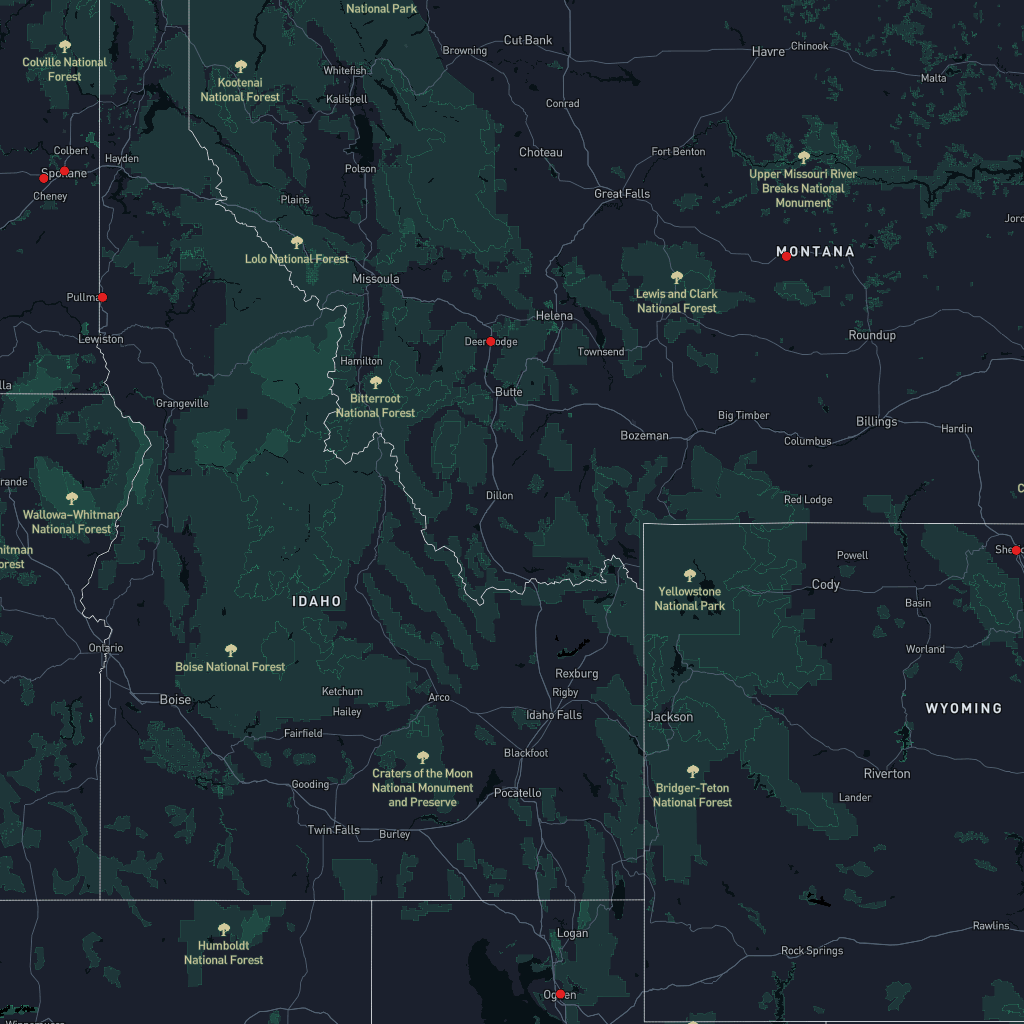 National Park
Cut Bank
Browning
Havre
Chinook
Colville National
Forest
Kootenai
National Forest
Whitefish
Kalispell
Malta
Conrad
Colbert
Hayden
Spokane
Cheney
Polson
Choteau
Fort Benton
Upper Missouri River
Breaks National
Monument
Plains
Great Falls
Lolo National Forest
MONTANA
Missoula
Lewis and Clark
National Forest
Lewiston
Helena
Roundup
Deer Lodge
Townsend
Hamilton
Bitterroot
National Forest
Butte
Grangeville
Big Timber
Billings
Hardin
Bozeman
Columbus
Dillon
Red Lodge
Wallowa-Whitman
National Forest
Powell
Cody
Yellowstone
National Park
Basin
IDAHO
Ontario
Worland
Boise National Forest
Rexburg
Rigby
Boise
Ketchum
Hailey
Arco
Idaho Falls
Jackson
WYOMING
Fairfield
Blackfoot
Craters of the Moon
National Monument
and Preserve
Gooding
Pocatello
Bridger-Teton
National Forest
Riverton
Lander
Twin Falls
Burley
Humboldt
National Forest
Logan
Rawlins
Rock Springs
Ogden